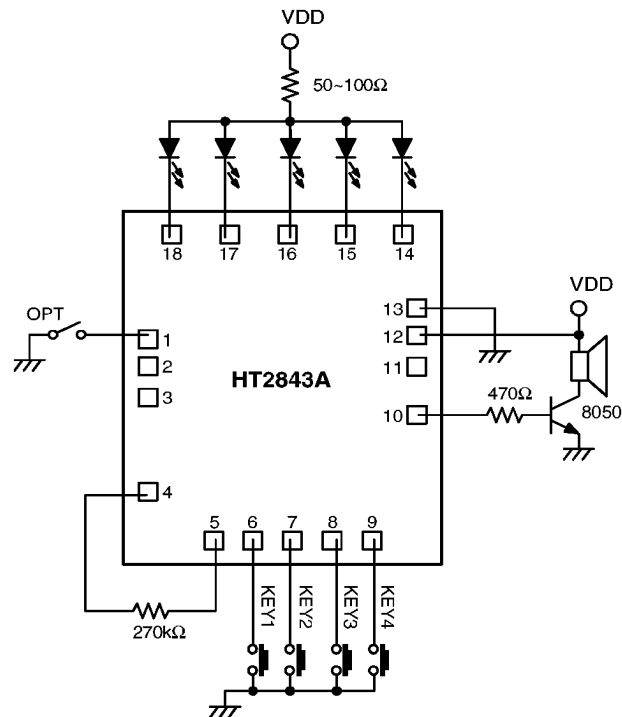 VDD
50~100Ω
18 17 16 15 14
OPT
VDD
13
1 12
2 11
HT2843A
3
470Ω
10 8050
4
5 6 7 8 9
KEY1 KEY2 KEY3 KEY4
270kΩ